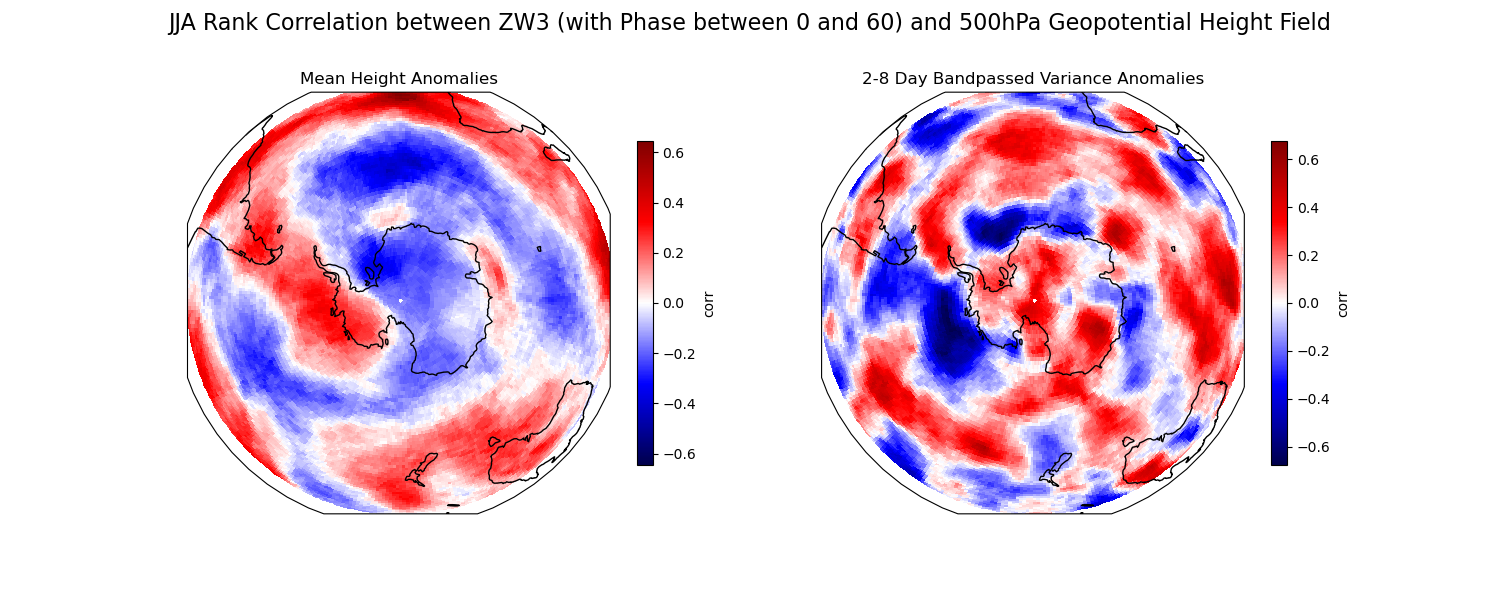 JJA Rank Correlation between ZW3 (with Phase between 0 and 60) and 500hPa Geopotential Height Field
Mean Height Anomalies
0.6
0.4
0.2
0.0
−0.2
−0.4
−0.6
corr
2-8 Day Bandpassed Variance Anomalies
0.6
0.4
0.2
0.0
−0.2
−0.4
−0.6
corr